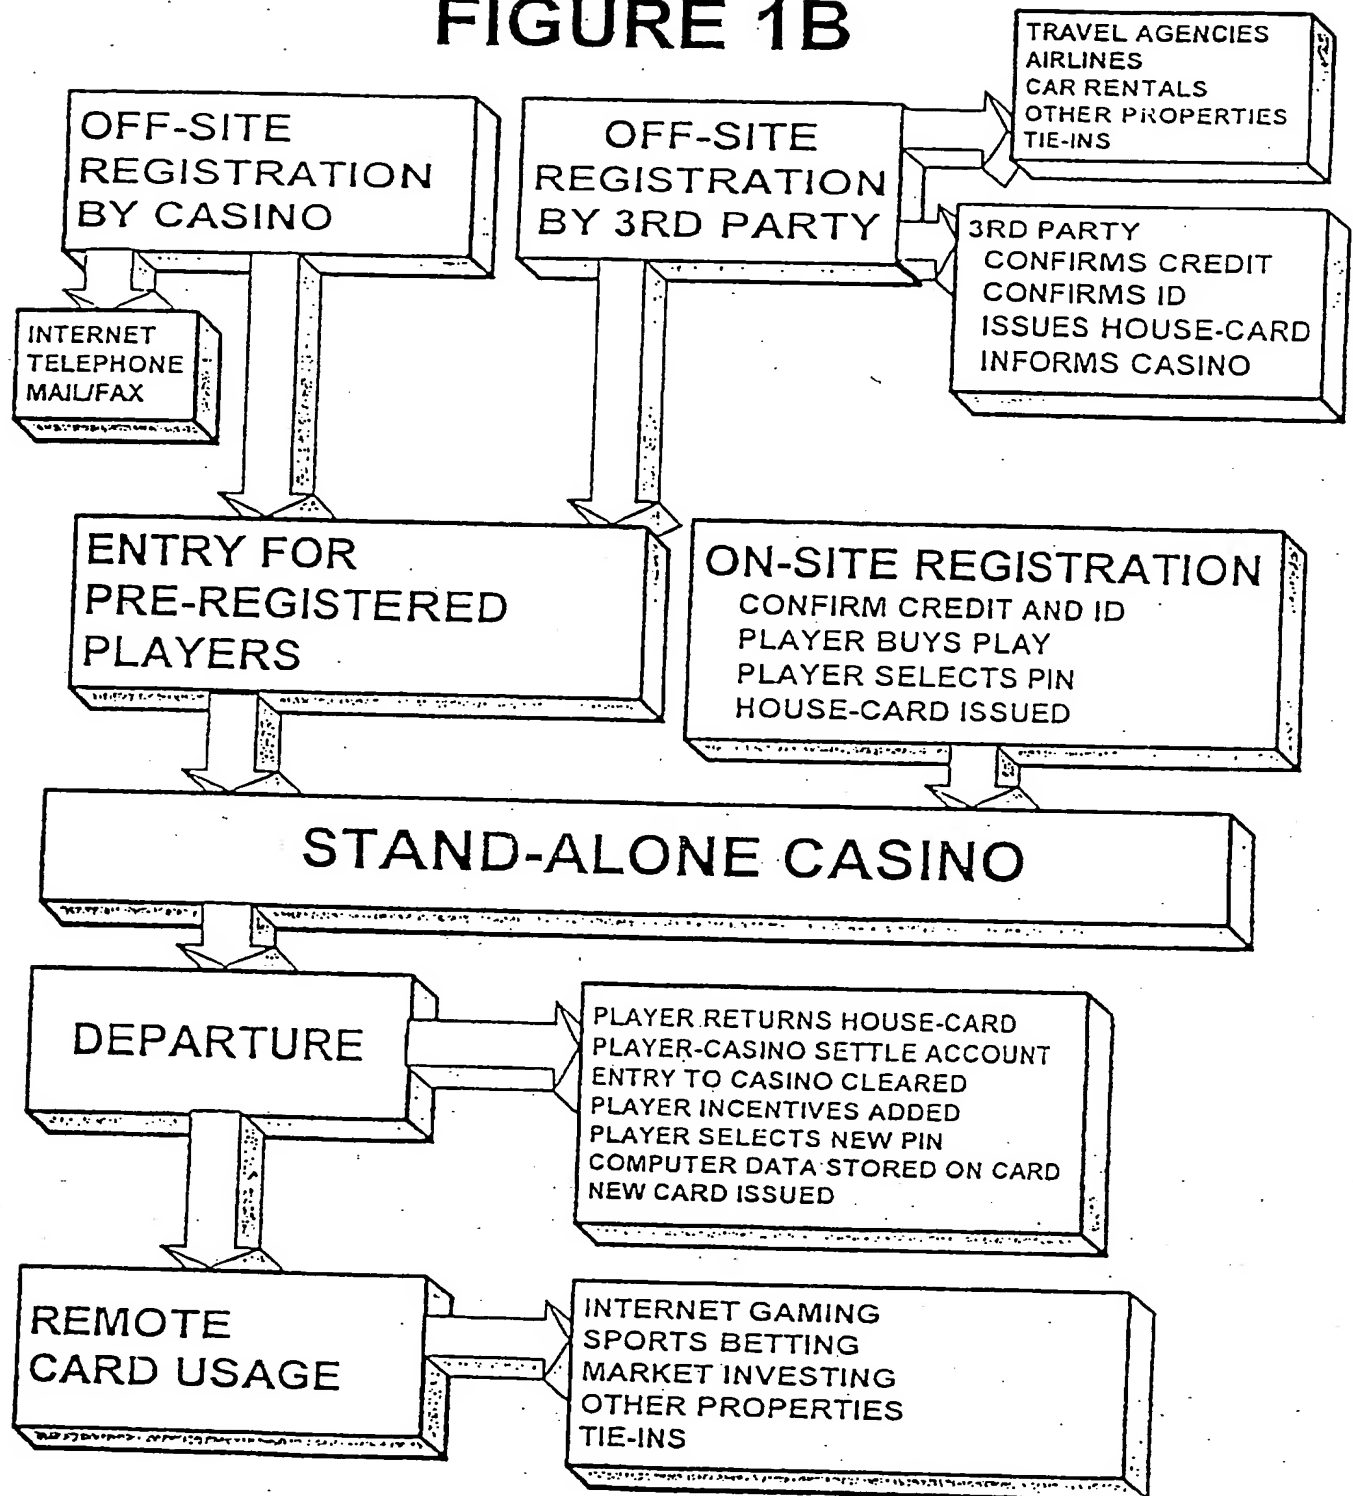 FIGURE 1B
OFF-SITE
REGISTRATION
BY CASINO
OFF-SITE
REGISTRATION
BY 3RD PARTY
TRAVEL AGENCIES
AIRLINES
CAR RENTALS
OTHER PROPERTIES
TIE-INS
3RD PARTY
CONFIRMS CREDIT
CONFIRMS ID
ISSUES HOUSE-CARD
INFORMS CASINO
INTERNET
TELEPHONE
MAIL/FAX
ENTRY FOR
PRE-REGISTERED
PLAYERS
ON-SITE REGISTRATION
CONFIRM CREDIT AND ID
PLAYER BUYS PLAY
PLAYER SELECTS PIN
HOUSE-CARD ISSUED
STAND-ALONE CASINO
DEPARTURE
PLAYER RETURNS HOUSE-CARD
PLAYER-CASINO SETTLE ACCOUNT
ENTRY TO CASINO CLEARED
PLAYER INCENTIVES ADDED
PLAYER SELECTS NEW PIN
COMPUTER DATA STORED ON CARD
NEW CARD ISSUED
REMOTE
CARD USAGE
INTERNET GAMING
SPORTS BETTING
MARKET INVESTING
OTHER PROPERTIES
TIE-INS